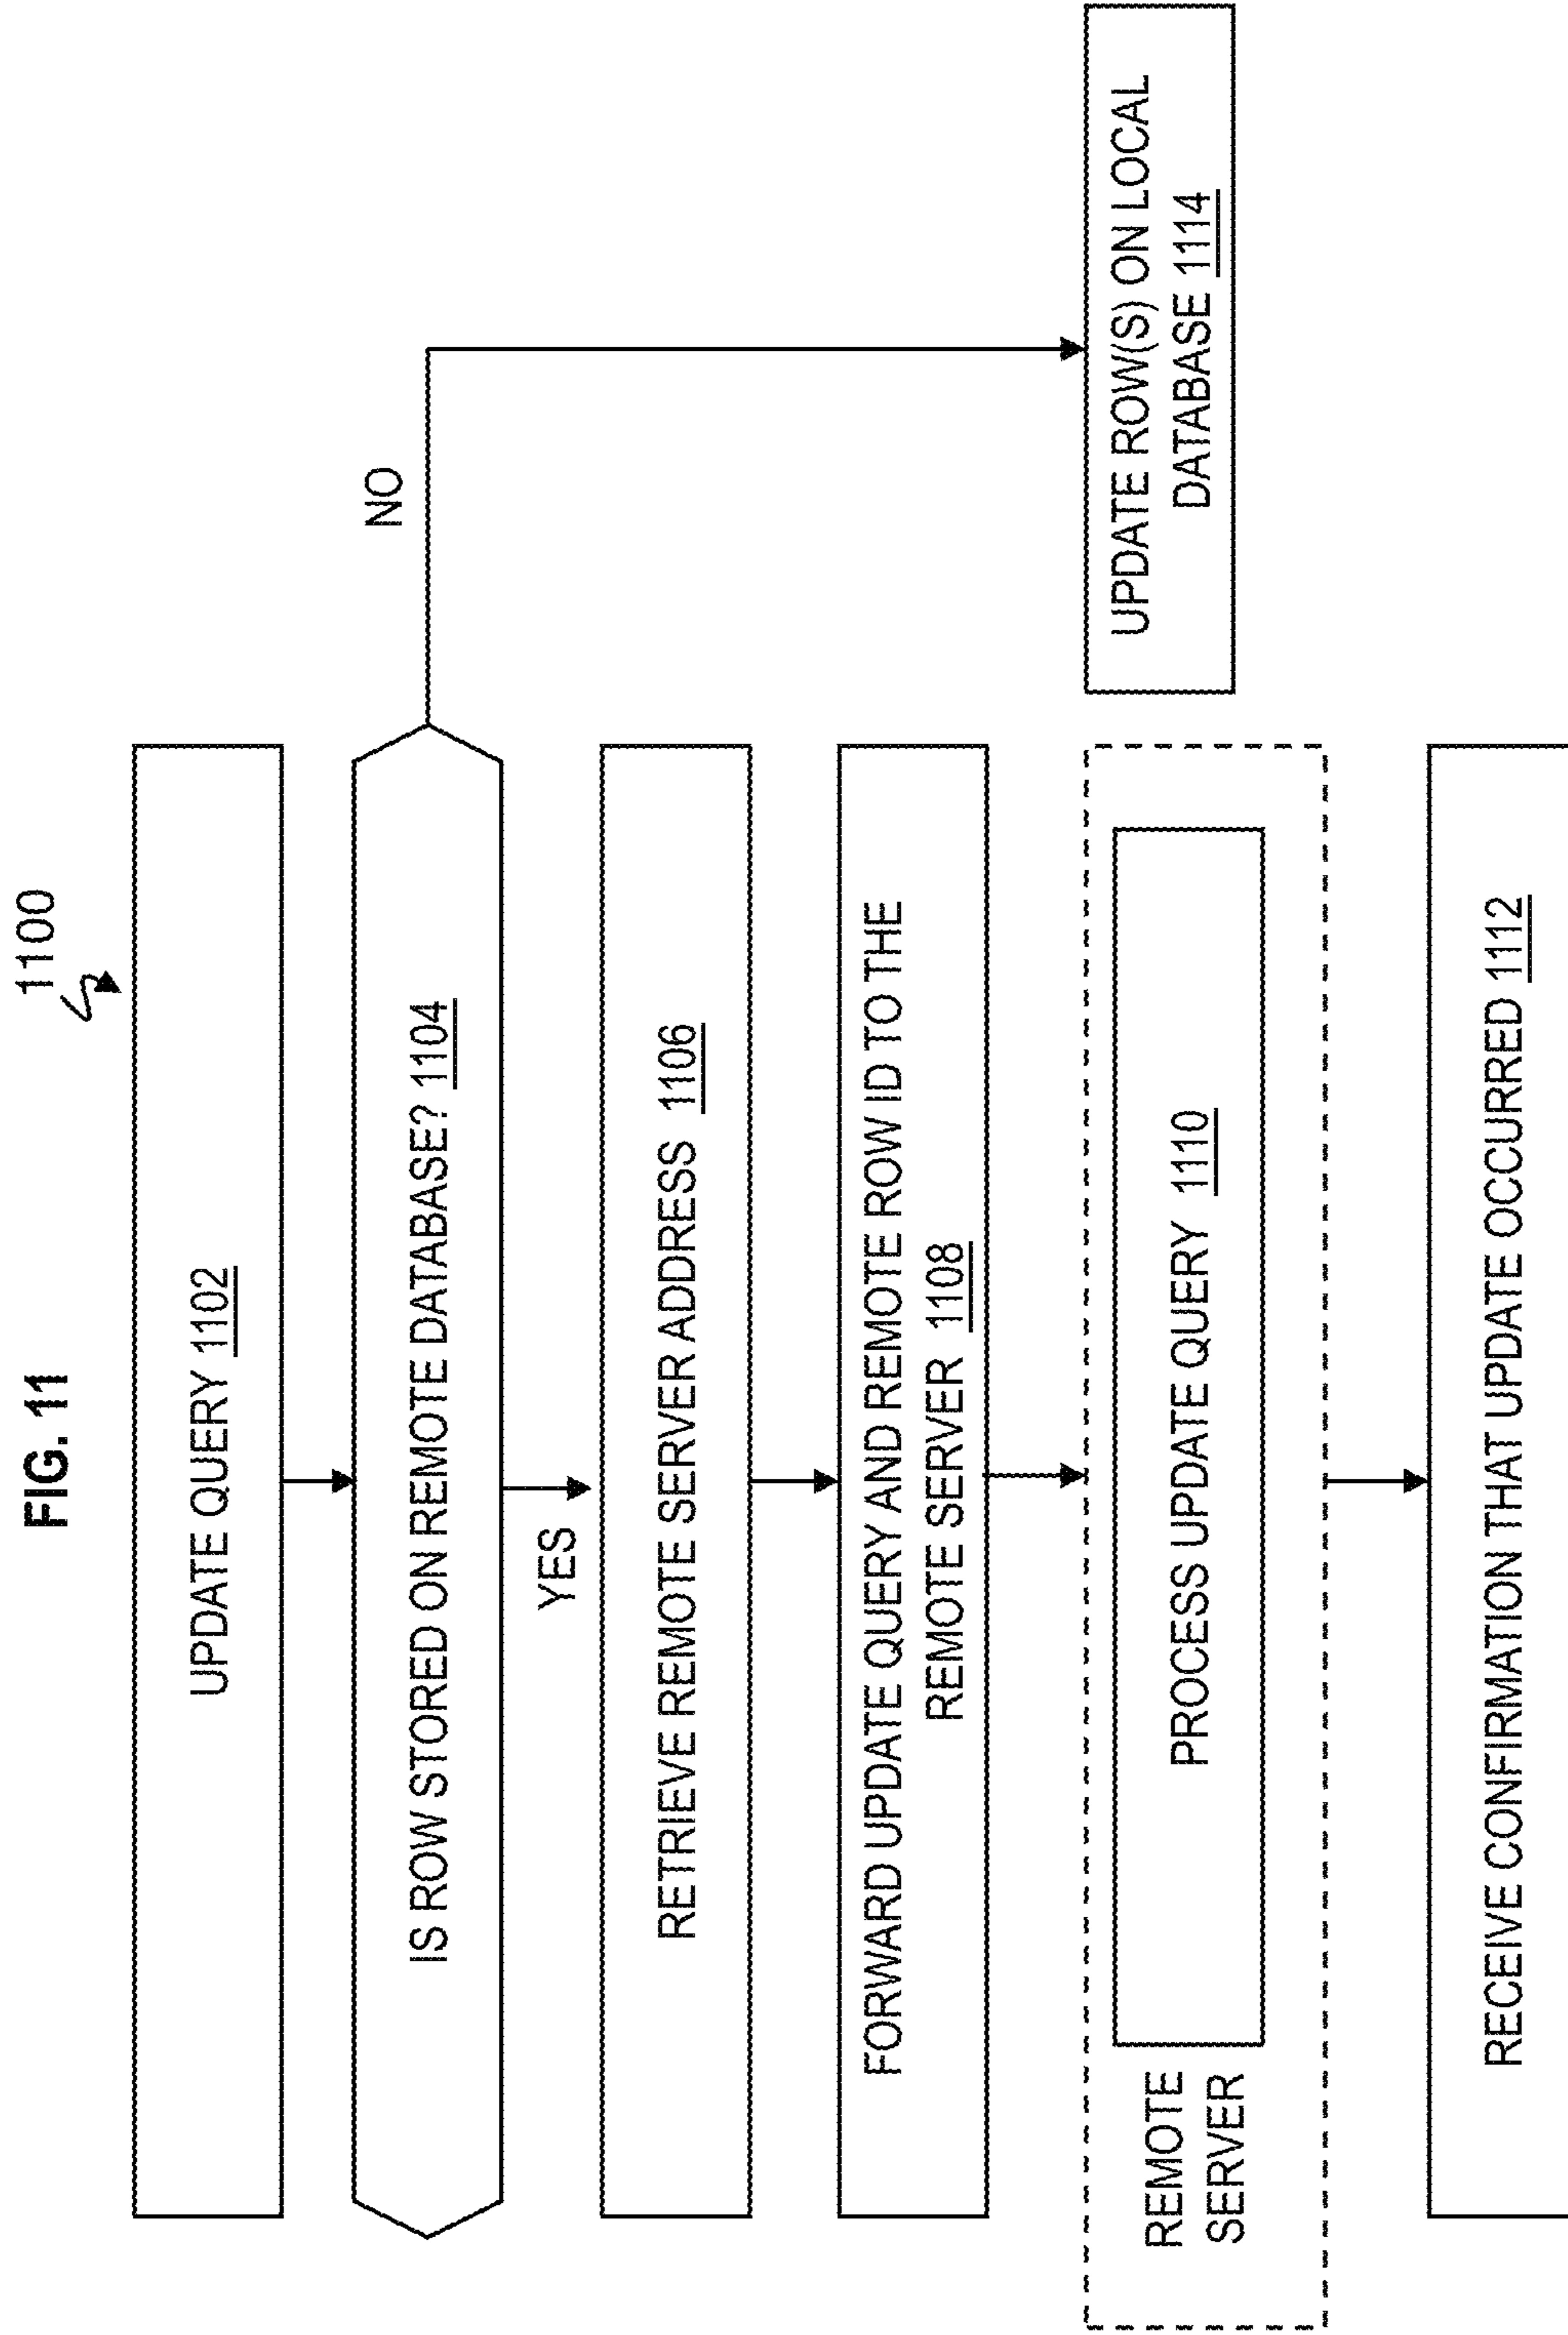 FIG. 11
1100
UPDATE QUERY 1102
IS ROW STORED ON REMOTE DATABASE? 1104
NO
YES
RETRIEVE REMOTE SERVER ADDRESS 1106
FORWARD UPDATE QUERY AND REMOTE ROW ID TO THE
REMOTE SERVER 1108
REMOTE
SERVER
PROCESS UPDATE QUERY 1110
UPDATE ROW(S) ON LOCAL
DATABASE 1114
RECEIVE CONFIRMATION THAT UPDATE OCCURRED 1112